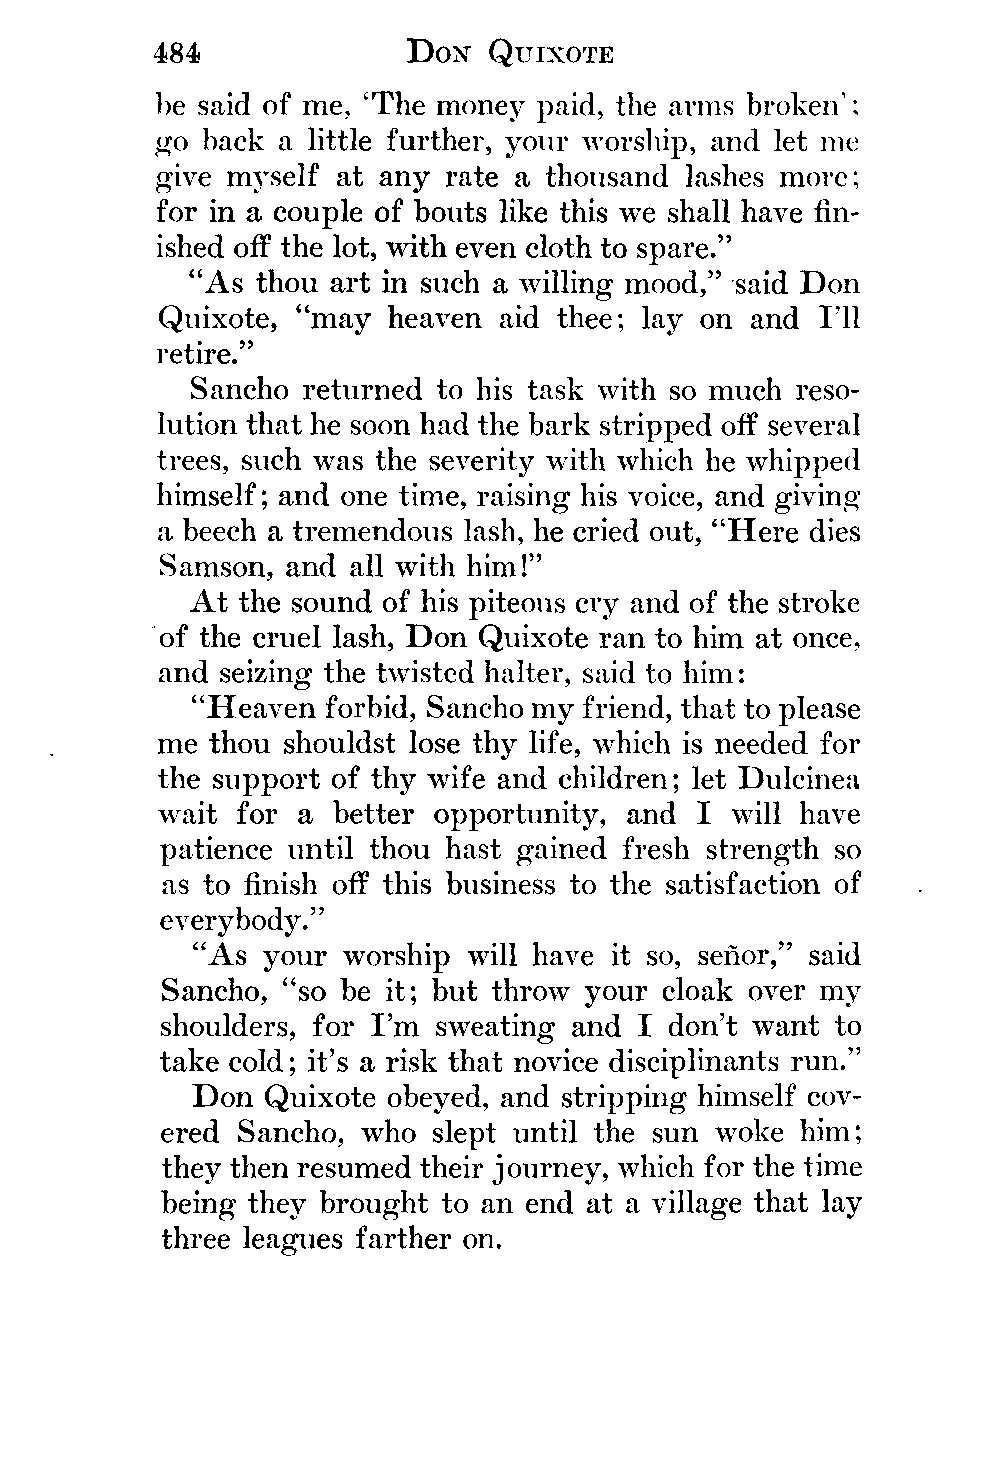 484 DON QUIXOTE
be said of me, ‘The money paid, the arms broken’:
go back a little further, your worship, and let me
give myself at any rate a thousand lashes more;
for in a couple of bouts like this we shall have fin-
ished off the lot, with even cloth to spare.”
“As thou art in such a willing mood,” said Don
Quixote, “may heaven aid thee; lay on and I’ll
retire.”
Sancho returned to his task with so much reso-
lution that he soon had the bark stripped off several
trees, such was the severity with which he whipped
himself; and one time, raising his voice, and giving
a beech a tremendous lash, he cried out, “Here dies
Samson, and all with him!”
At the sound of his piteous cry and of the stroke
of the cruel lash, Don Quixote ran to him at once,
and seizing the twisted halter, said to him:
“Heaven forbid, Sancho my friend, that to please
me thou shouldst lose thy life, which is needed for
the support of thy wife and children; let Dulcinea
wait for a better opportunity, and I will have
patience until thou hast gained fresh strength so
as to finish off this business to the satisfaction of
everybody.”
“As your worship will have it so, señor,” said
Sancho, “so be it; but throw your cloak over my
shoulders, for I’m sweating and I don’t want to
take cold; it’s a risk that novice disciplinants run.”
Don Quixote obeyed, and stripping himself cov-
ered Sancho, who slept until the sun woke him;
they then resumed their journey, which for the time
being they brought to an end at a village that lay
three leagues farther on.